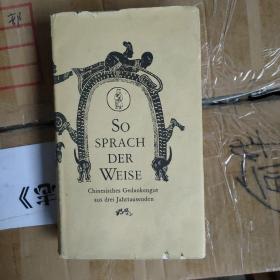 SO
SPRACH
DER
WEISE
Chinesisches Gedankengut
aus drei Jahrtausenden